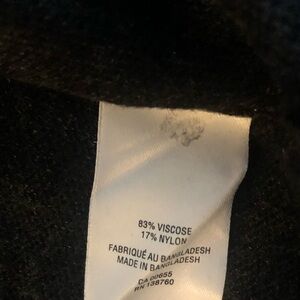 83% VISCOSE
17% NYLON
FABRIQUÉ AU BANGLADESH
MADE IN BANGLADESH
CA 00655
RN 138760